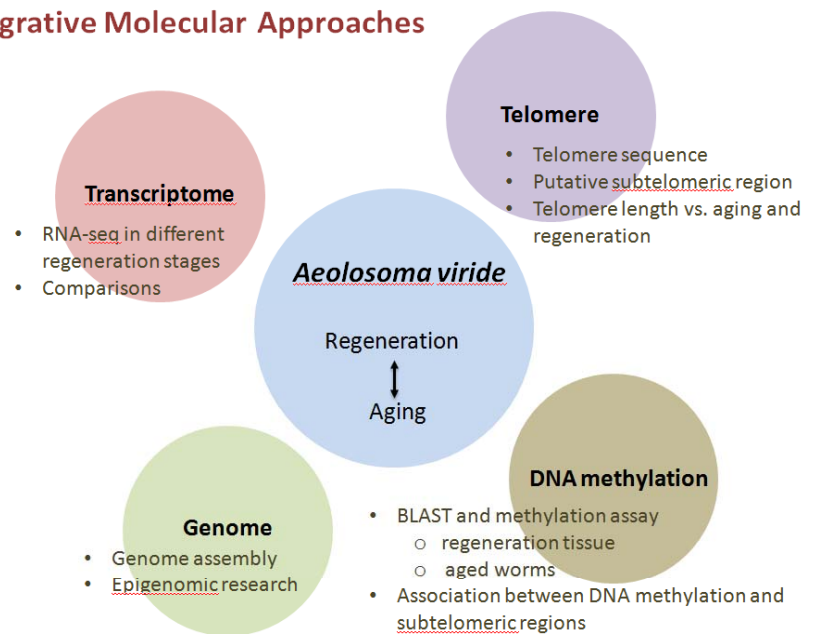 grative Molecular Approaches
Telomere
• Telomere sequence
• Putative subtelomeric region
• Telomere length vs. aging and
regeneration
Transcriptome
• RNA-seq in different
regeneration stages
• Comparisons
Aeolosoma viride
Regeneration
Aging
DNA methylation
• BLAST and methylation assay
o regeneration tissue
o aged worms
• Association between DNA methylation and
subtelomeric regions
Genome
• Genome assembly
• Epigenomic research